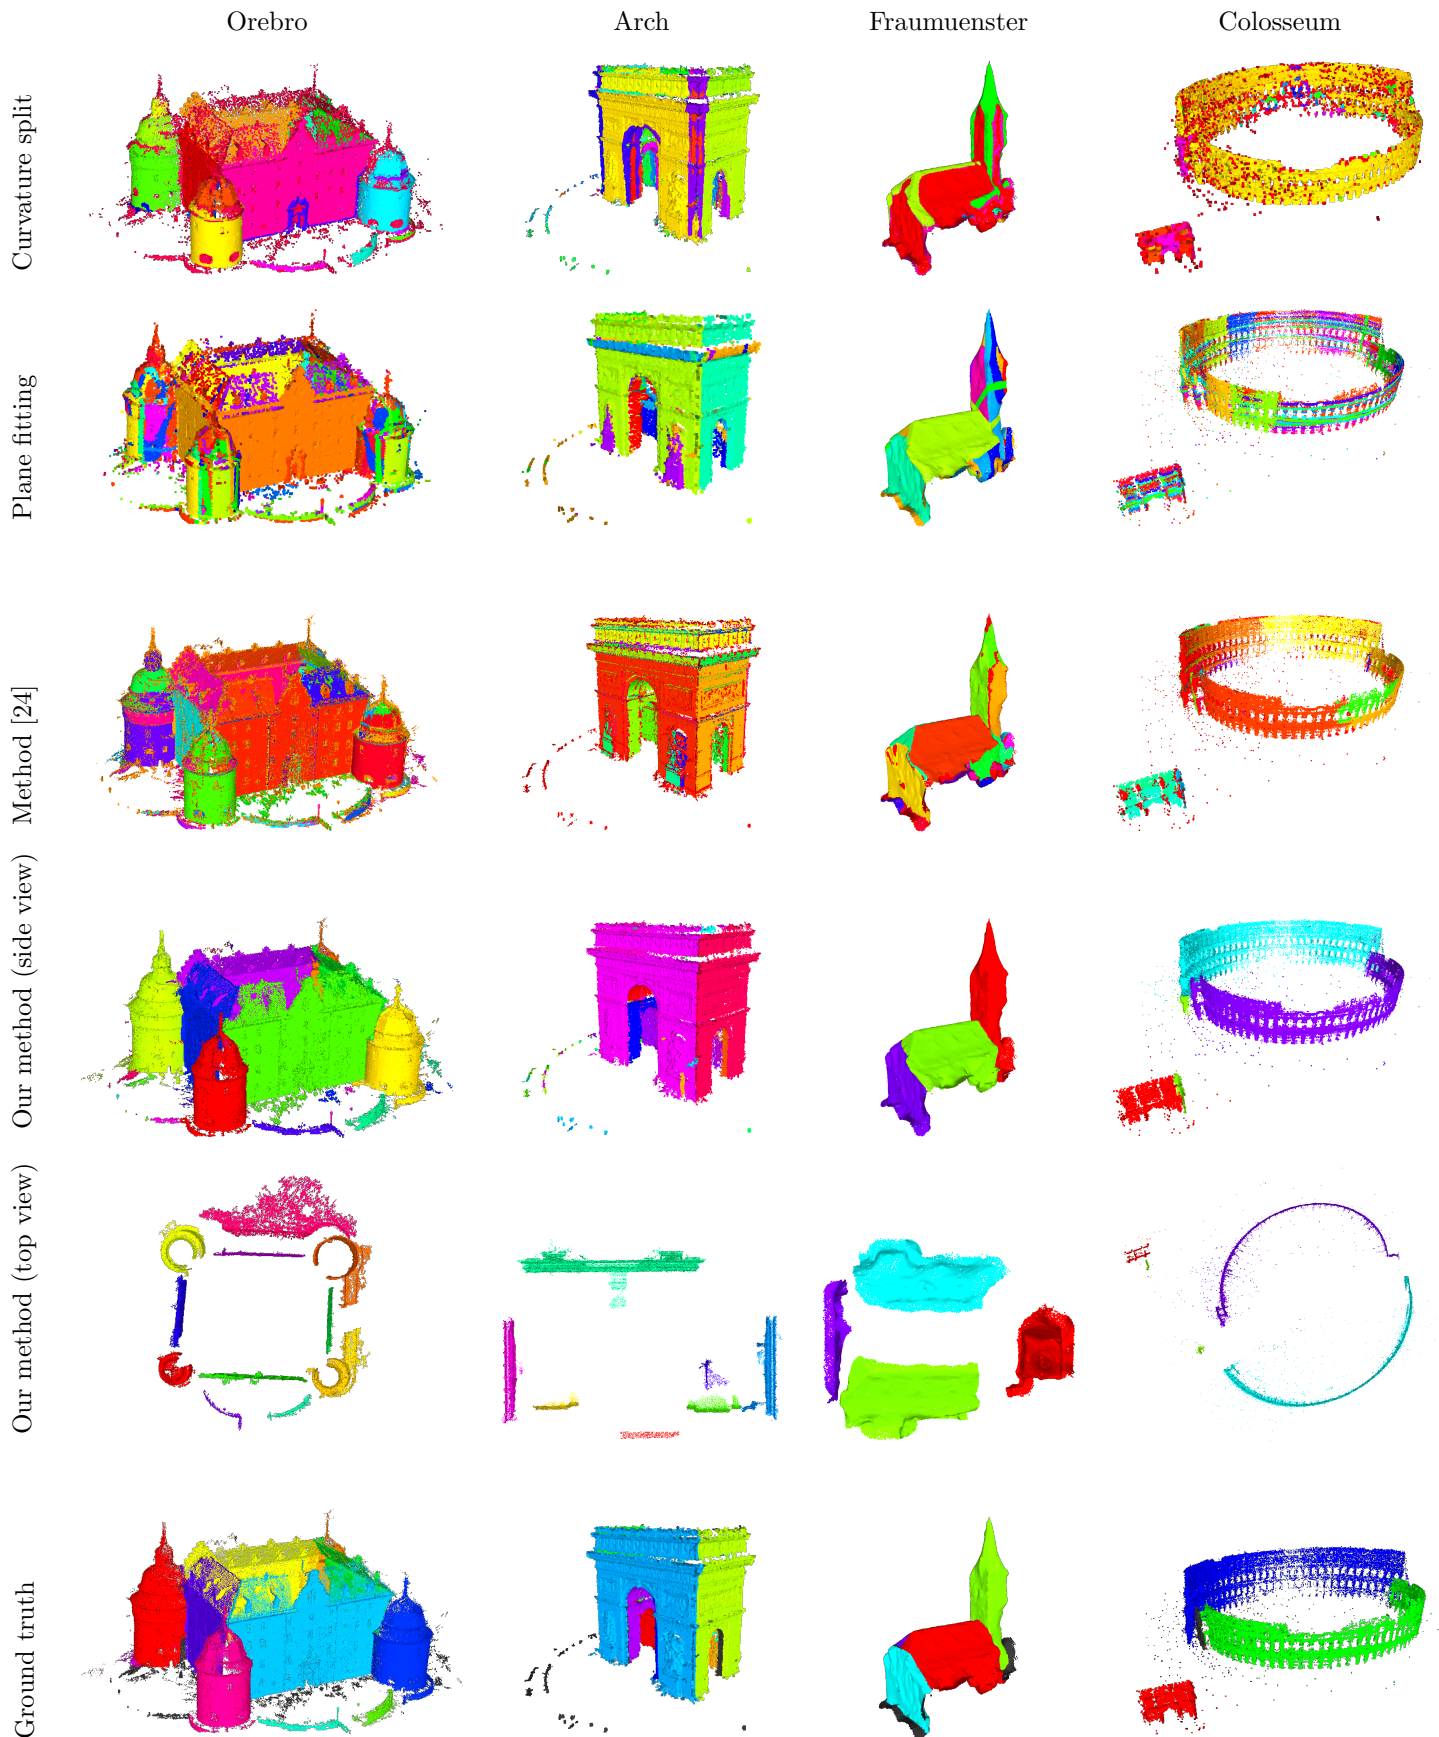 Orebro
Arch
Fraumuenster
Colosseum
Curvature split
Plane fitting
Method [24]
Our method (side view)
Our method (top view)
Ground truth